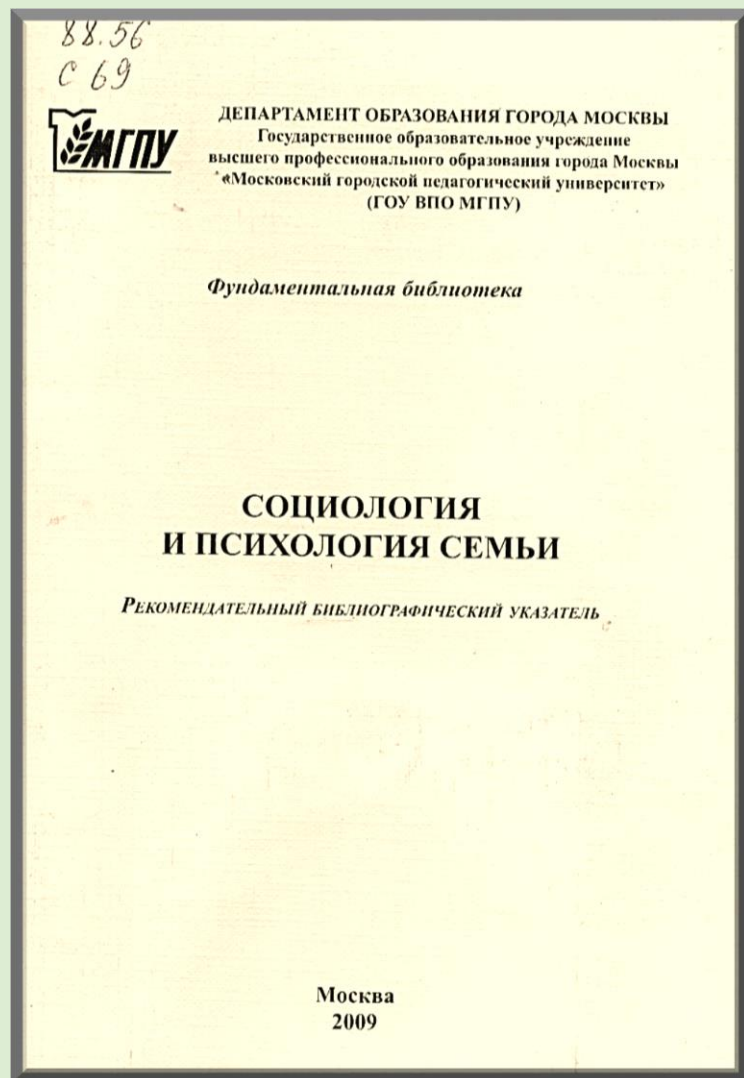 88.56
С 69
МГПУ
ДЕПАРТАМЕНТ ОБРАЗОВАНИЯ ГОРОДА МОСКВЫ
Государственное образовательное учреждение
высшего профессионального образования города Москвы
«Московский городской педагогический университет»
(ГОУ ВПО МГПУ)
Фундаментальная библиотека
СОЦИОЛОГИЯ
И ПСИХОЛОГИЯ СЕМЬИ
РЕКОМЕНДАТЕЛЬНЫЙ БИБЛИОГРАФИЧЕСКИЙ УКАЗАТЕЛЬ
Москва
2009